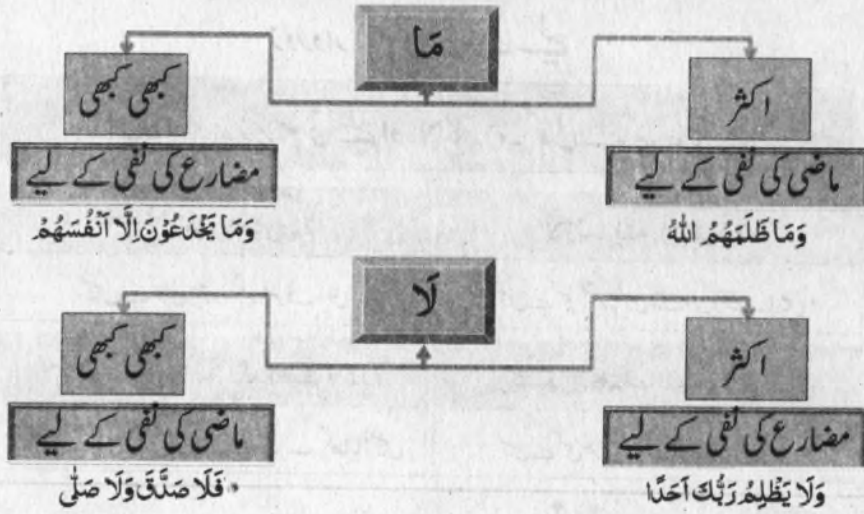 مَا
اکثر
کبھی کبھی
ماضی کی نفی کے لیے
مضارع کی نفی کے لیے
وَمَا ظَلَمَهُمُ اللّٰهُ
وَمَا يَخْدَعُوْنَ اِلَّا اَنْفُسَهُمْ
لَا
اکثر
کبھی کبھی
مضارع کی نفی کے لیے
ماضی کی نفی کے لیے
وَلَا يَظْلِمُ رَبُّكَ اَحَدًا
فَلَا صَدَّقَ وَلَا صَلّٰى